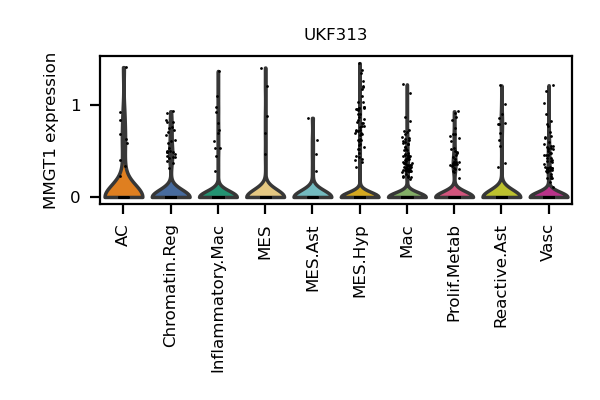 UKF313
MMGT1 expression
1
0
AC
Chromatin.Reg
Inflammatory.Mac
MES
MES.Ast
MES.Hyp
Mac
Prolif.Metab
Reactive.Ast
Vasc